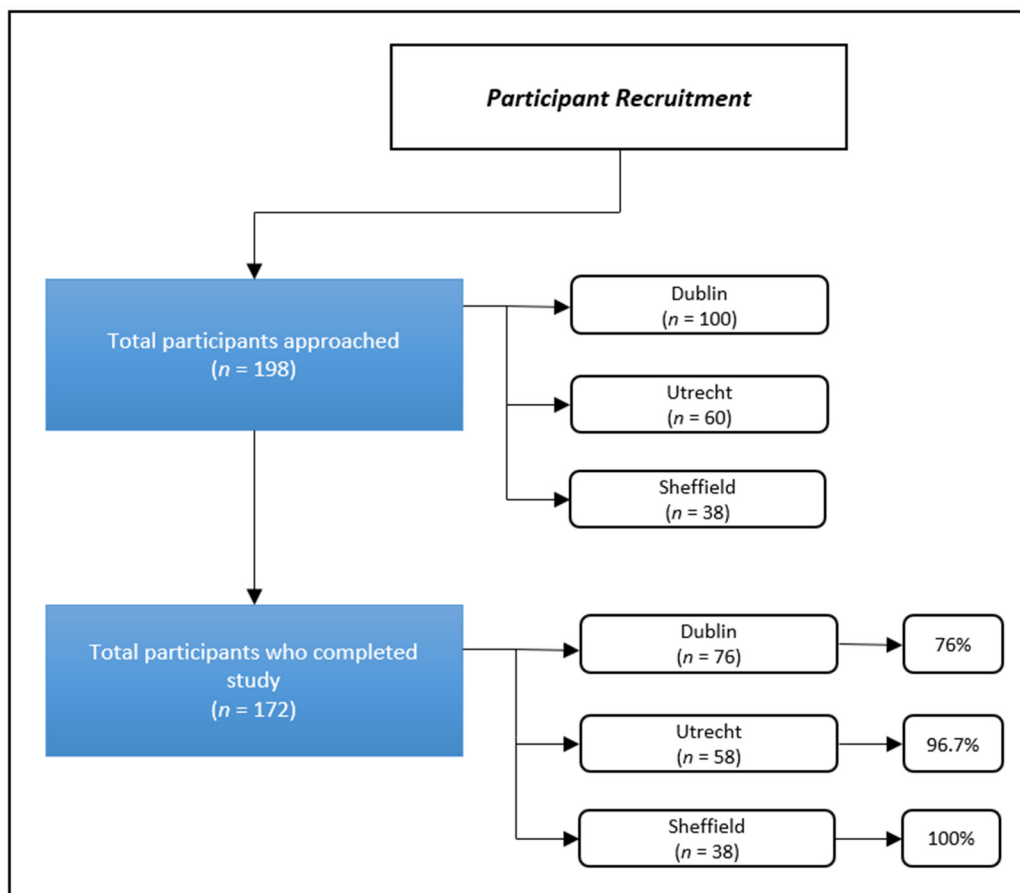 Participant Recruitment
Total participants approached
(n = 198)
Dublin
(n = 100)
Utrecht
(n = 60)
Sheffield
(n = 38)
Total participants who completed
study
(n = 172)
Dublin
(n = 76)
76%
Utrecht
(n = 58)
96.7%
Sheffield
(n = 38)
100%